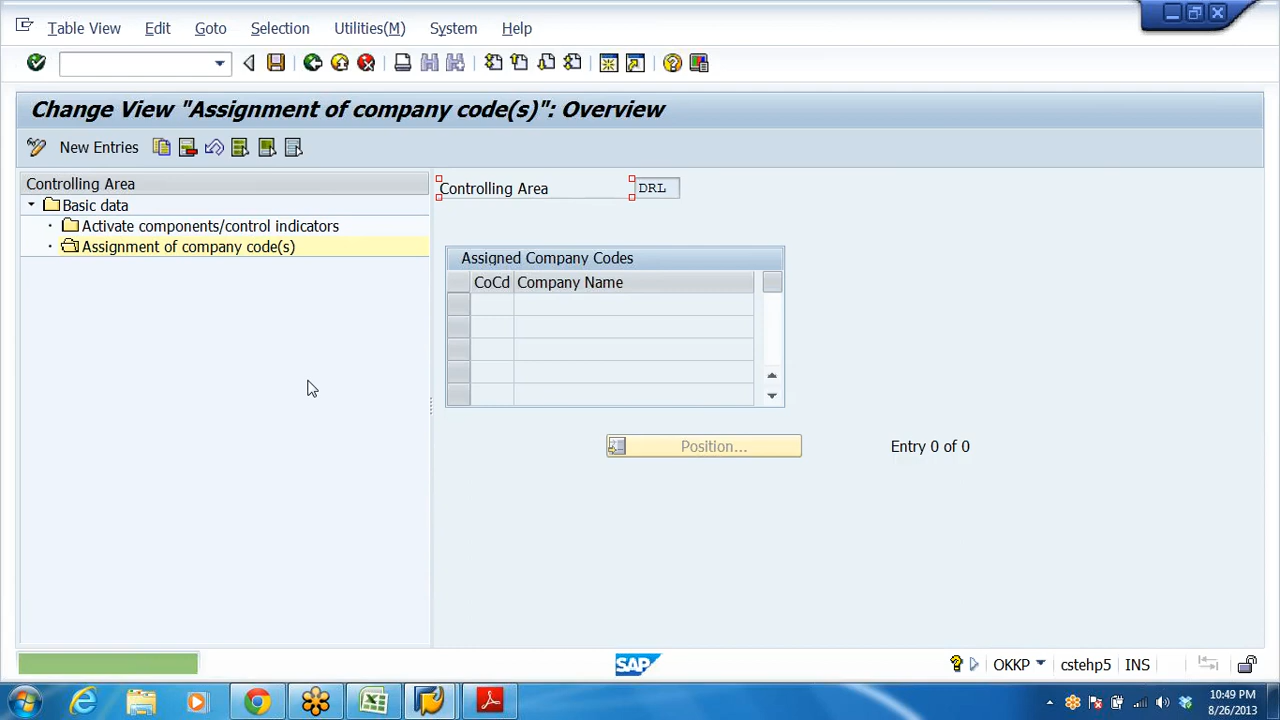 Table View Edit Goto Selection Utilities(M) System Help
Change View "Assignment of company code(s)": Overview
New Entries
Controlling Area
Basic data
Activate components/control indicators
Assignment of company code(s)
Controlling Area DRL
Assigned Company Codes
CoCd Company Name
Position... Entry 0 of 0
SAP
OKKP cstehp5 INS
10:49 PM
8/26/2013